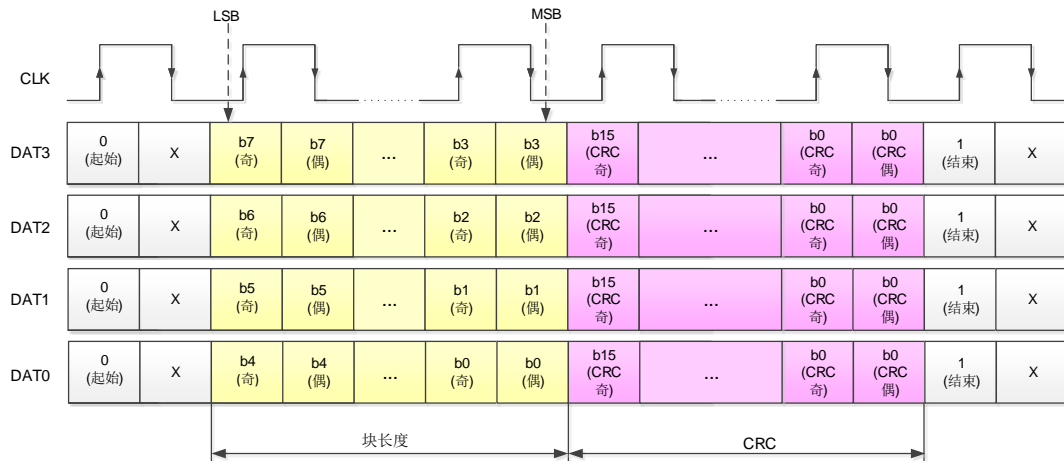 LSB
MSB
CLK
DAT3
0
(起始)
X
b7
(奇)
b7
(偶)
...
b3
(奇)
b3
(偶)
b15
(CRC
奇)
...
b0
(CRC
奇)
b0
(CRC
偶)
1
(结束)
X
DAT2
0
(起始)
X
b6
(奇)
b6
(偶)
...
b2
(奇)
b2
(偶)
b15
(CRC
奇)
...
b0
(CRC
奇)
b0
(CRC
偶)
1
(结束)
X
DAT1
0
(起始)
X
b5
(奇)
b5
(偶)
...
b1
(奇)
b1
(偶)
b15
(CRC
奇)
...
b0
(CRC
奇)
b0
(CRC
偶)
1
(结束)
X
DAT0
0
(起始)
X
b4
(奇)
b4
(偶)
...
b0
(奇)
b0
(偶)
b15
(CRC
奇)
...
b0
(CRC
奇)
b0
(CRC
偶)
1
(结束)
X
块长度
CRC